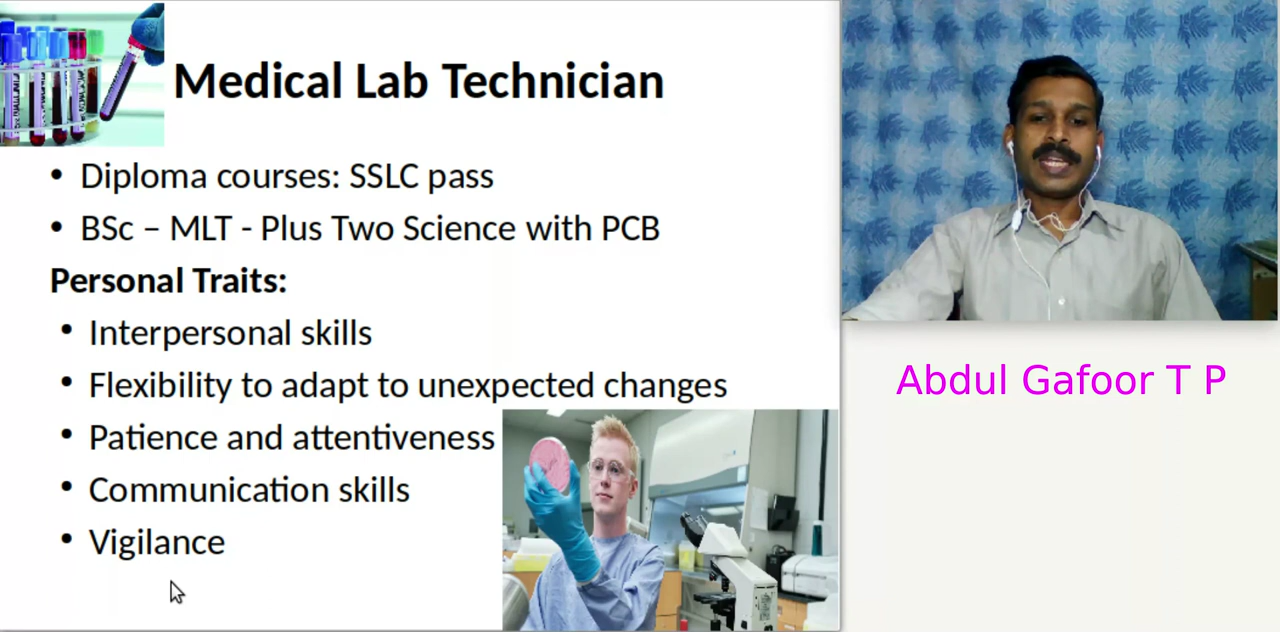 Medical Lab Technician
• Diploma courses: SSLC pass
• BSc – MLT - Plus Two Science with PCB
Personal Traits:
• Interpersonal skills
• Flexibility to adapt to unexpected changes
• Patience and attentiveness
• Communication skills
• Vigilance
Abdul Gafoor T P